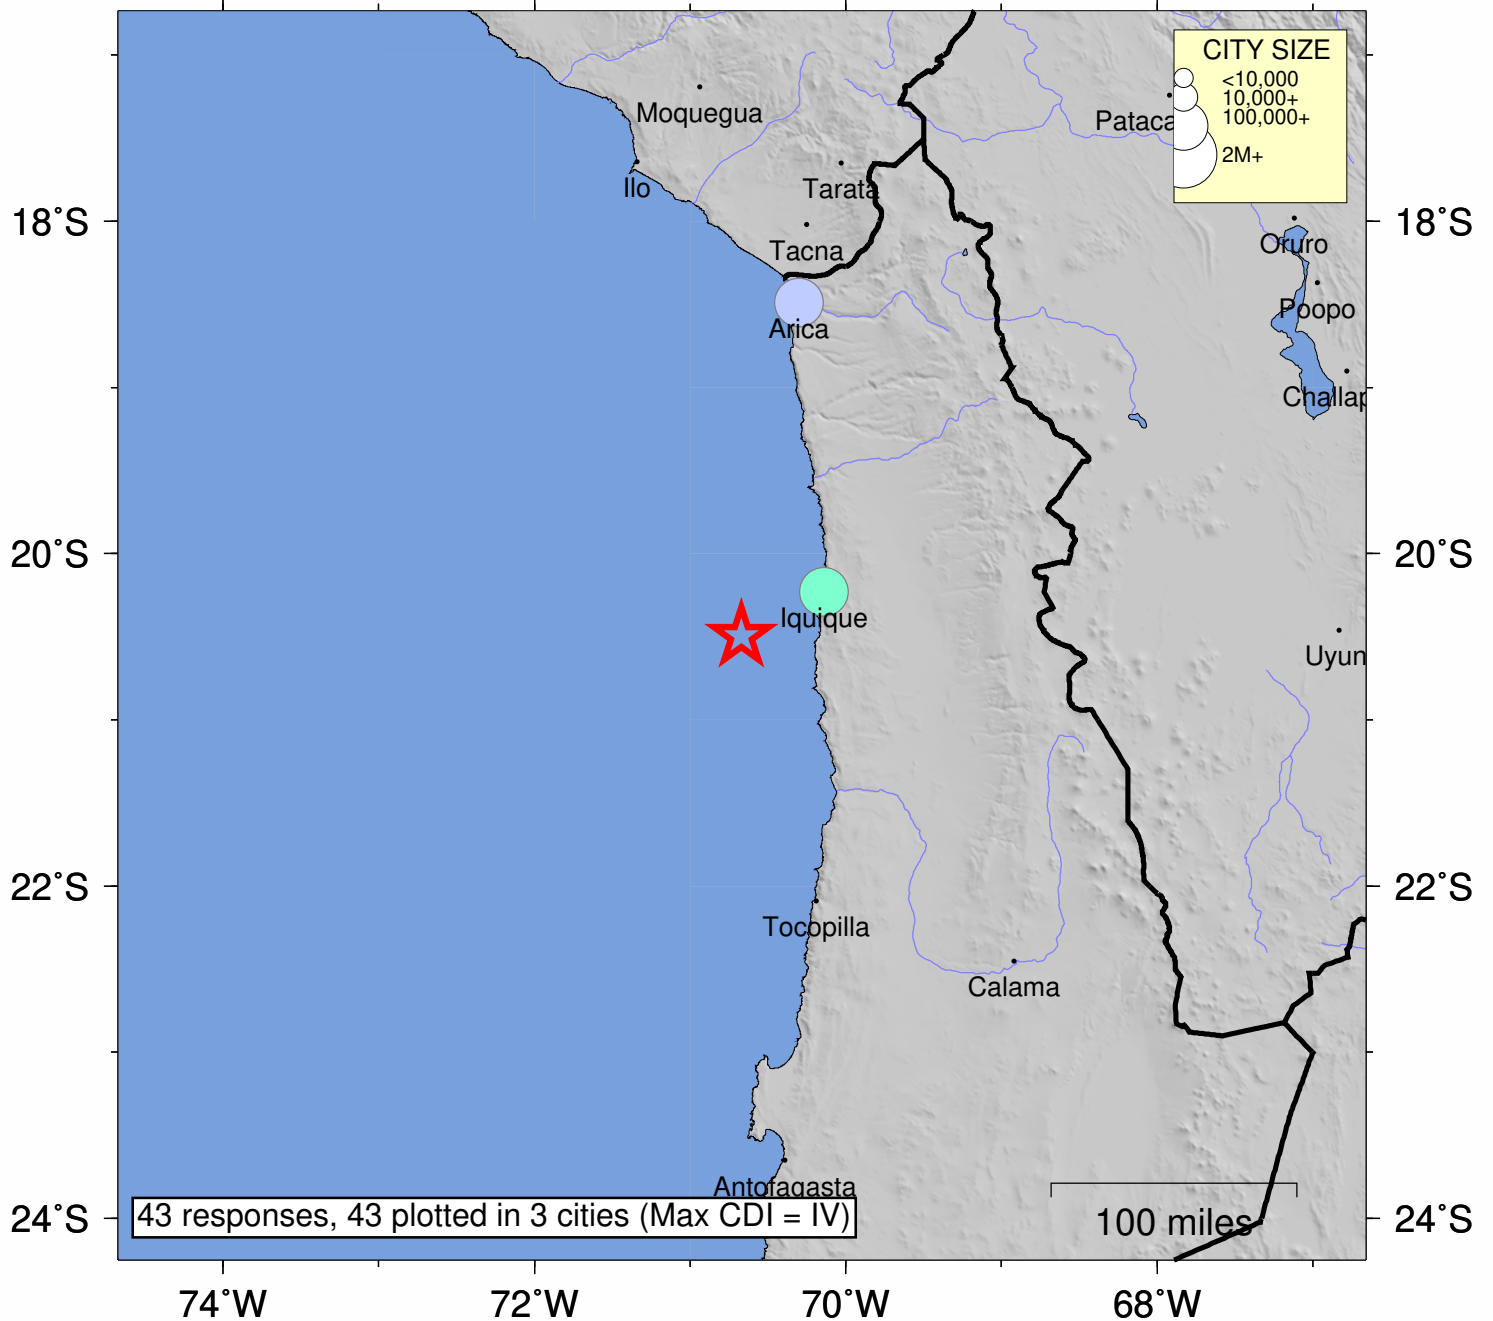 CITY SIZE
<10,000
10,000+
100,000+
2M+
Moquegua
Pataca
Ilo
Tarata
18°S
18°S
Tacna
Oruro
Poopo
Arica
Challap
20°S
20°S
Iquique
Uyun
22°S
22°S
Tocopilla
Calama
Antofagasta
43 responses, 43 plotted in 3 cities (Max CDI = IV)
100 miles
24°S
24°S
74°W
72°W
70°W
68°W